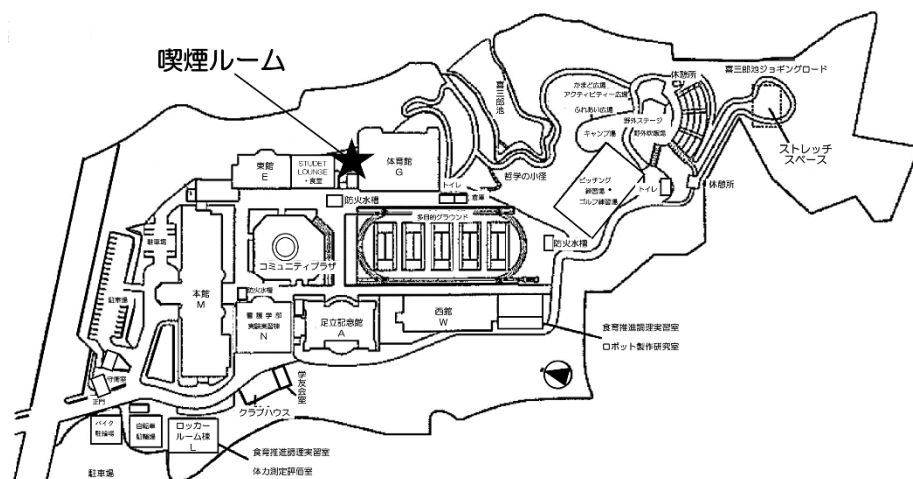 喫煙ルーム
喜三郎池ジョギングロード
休憩所
かまど広場
アクティビティー広場
ふれあい広場
喜三郎池
野外ステージ
野外炊飯場
キャンプ場
ストレッチ
スペース
東館
E
STUDET
LOUNGE
・食堂
体育館
G
哲学の小径
トイレ
倉庫
ピッチング
練習場・
ゴルフ練習場
トイレ
休憩所
防火水槽
多目的グラウンド
防火水槽
駐車場
コミュニティプラザ
本館
M
防火水槽
駐車場
看護学部
実験実習棟
N
足立記念館
A
西館
W
食育推進調理実習室
ロボット製作研究室
守衛室
正門
学友会室
クラブハウス
バイク
駐輪場
自転車
駐輪場
ロッカー
ルーム棟
L
食育推進調理実習室
体力測定評価室
駐車場